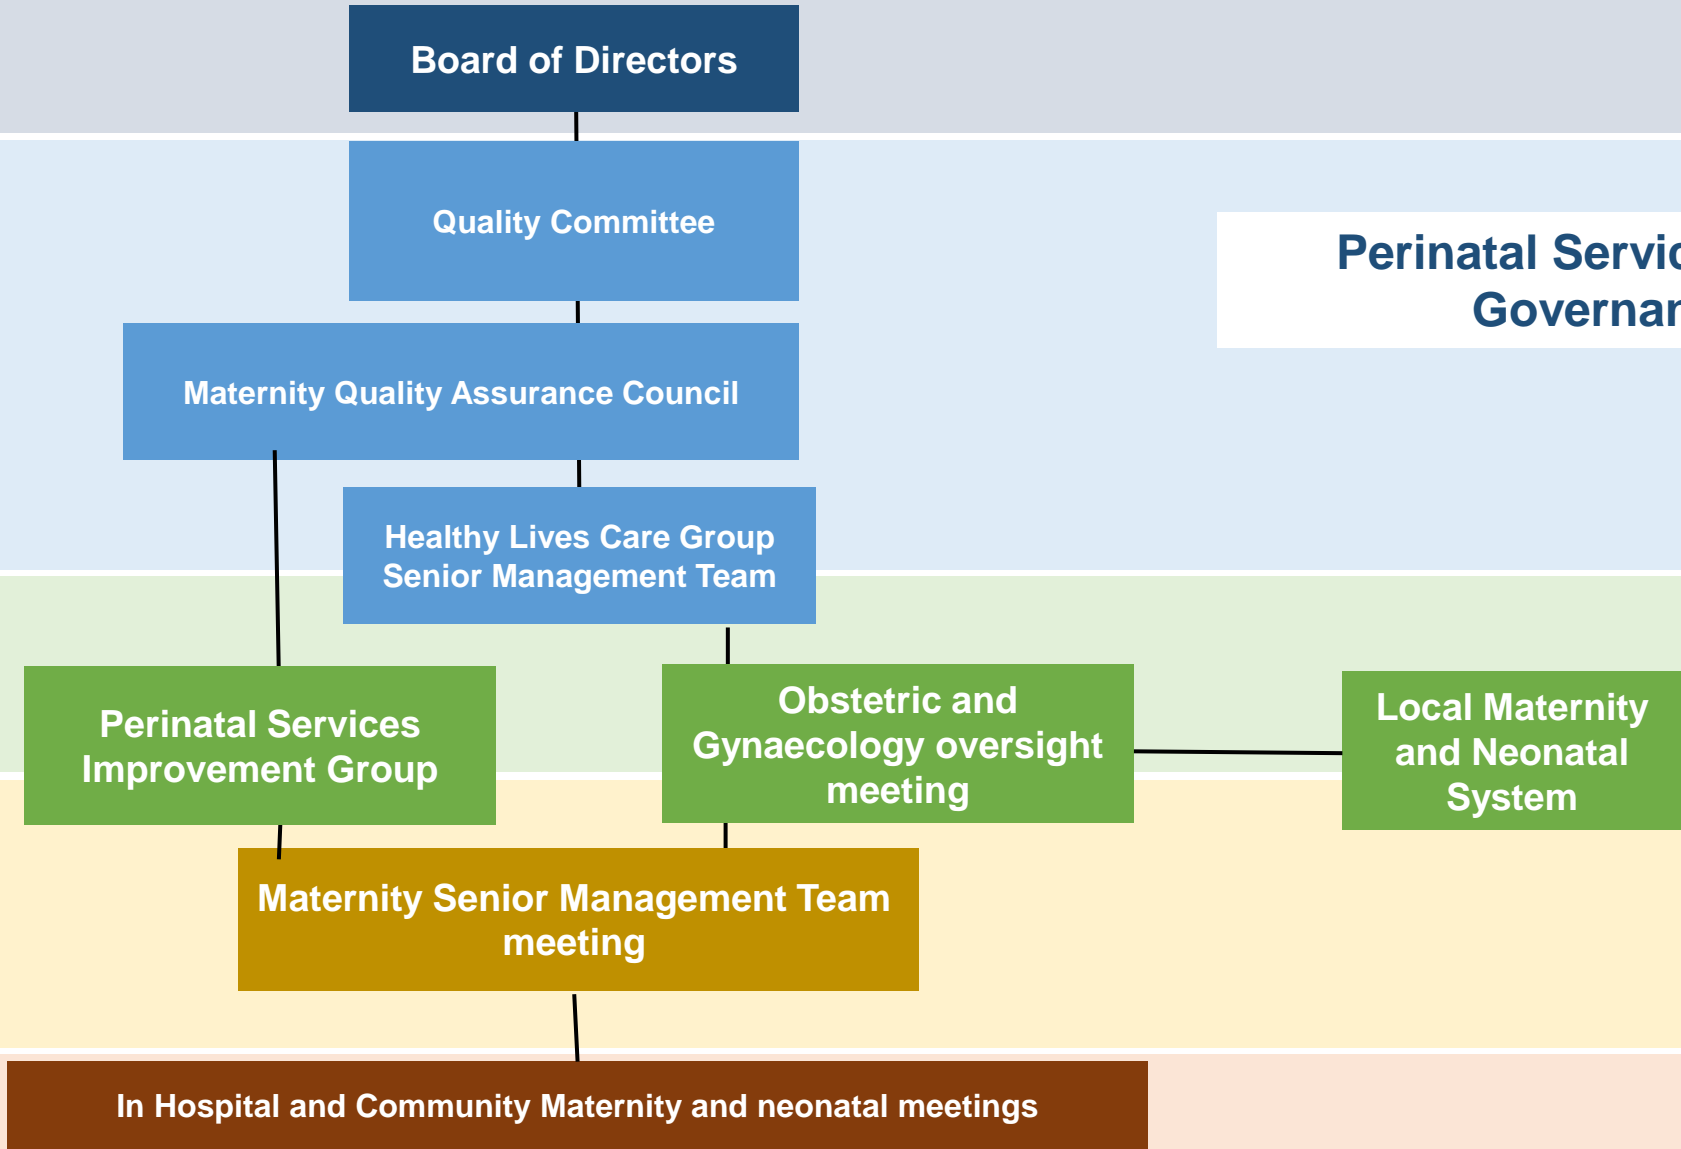 Board of Directors
Quality Committee
Perinatal Servic
Governan
Maternity Quality Assurance Council
Healthy Lives Care Group
Senior Management Team
Perinatal Services
Improvement Group
Obstetric and
Gynaecology oversight
meeting
Local Maternity
and Neonatal
System
Maternity Senior Management Team
meeting
In Hospital and Community Maternity and neonatal meetings